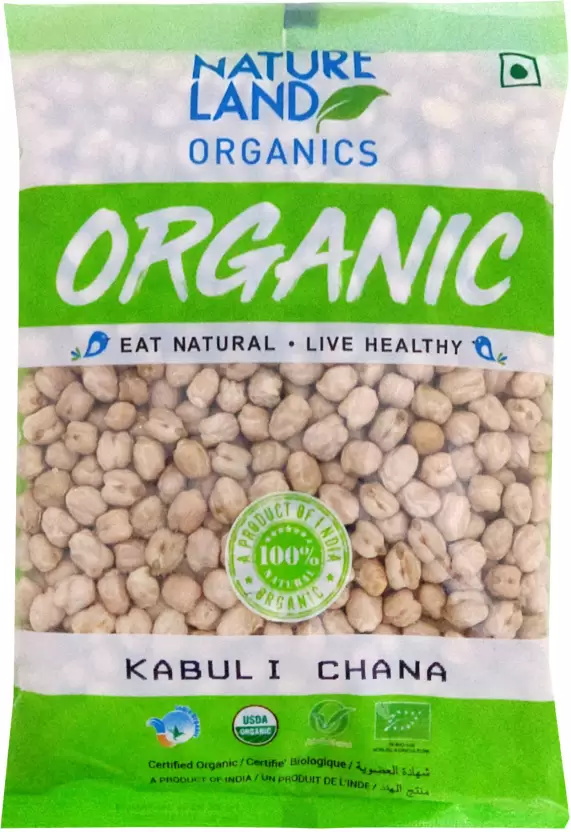 NATURE
LAND
ORGANICS
ORGANIC
EAT NATURAL • LIVE HEALTHY
A PRODUCT OF INDIA
100%
NATURAL
ORGANIC
KABULI CHANA
USDA
ORGANIC
Certified Organic / Certifie' Biologique / شهادة العضوية
A PRODUCT OF INDIA / UN PRODUIT DE L'INDE / منتج الهند